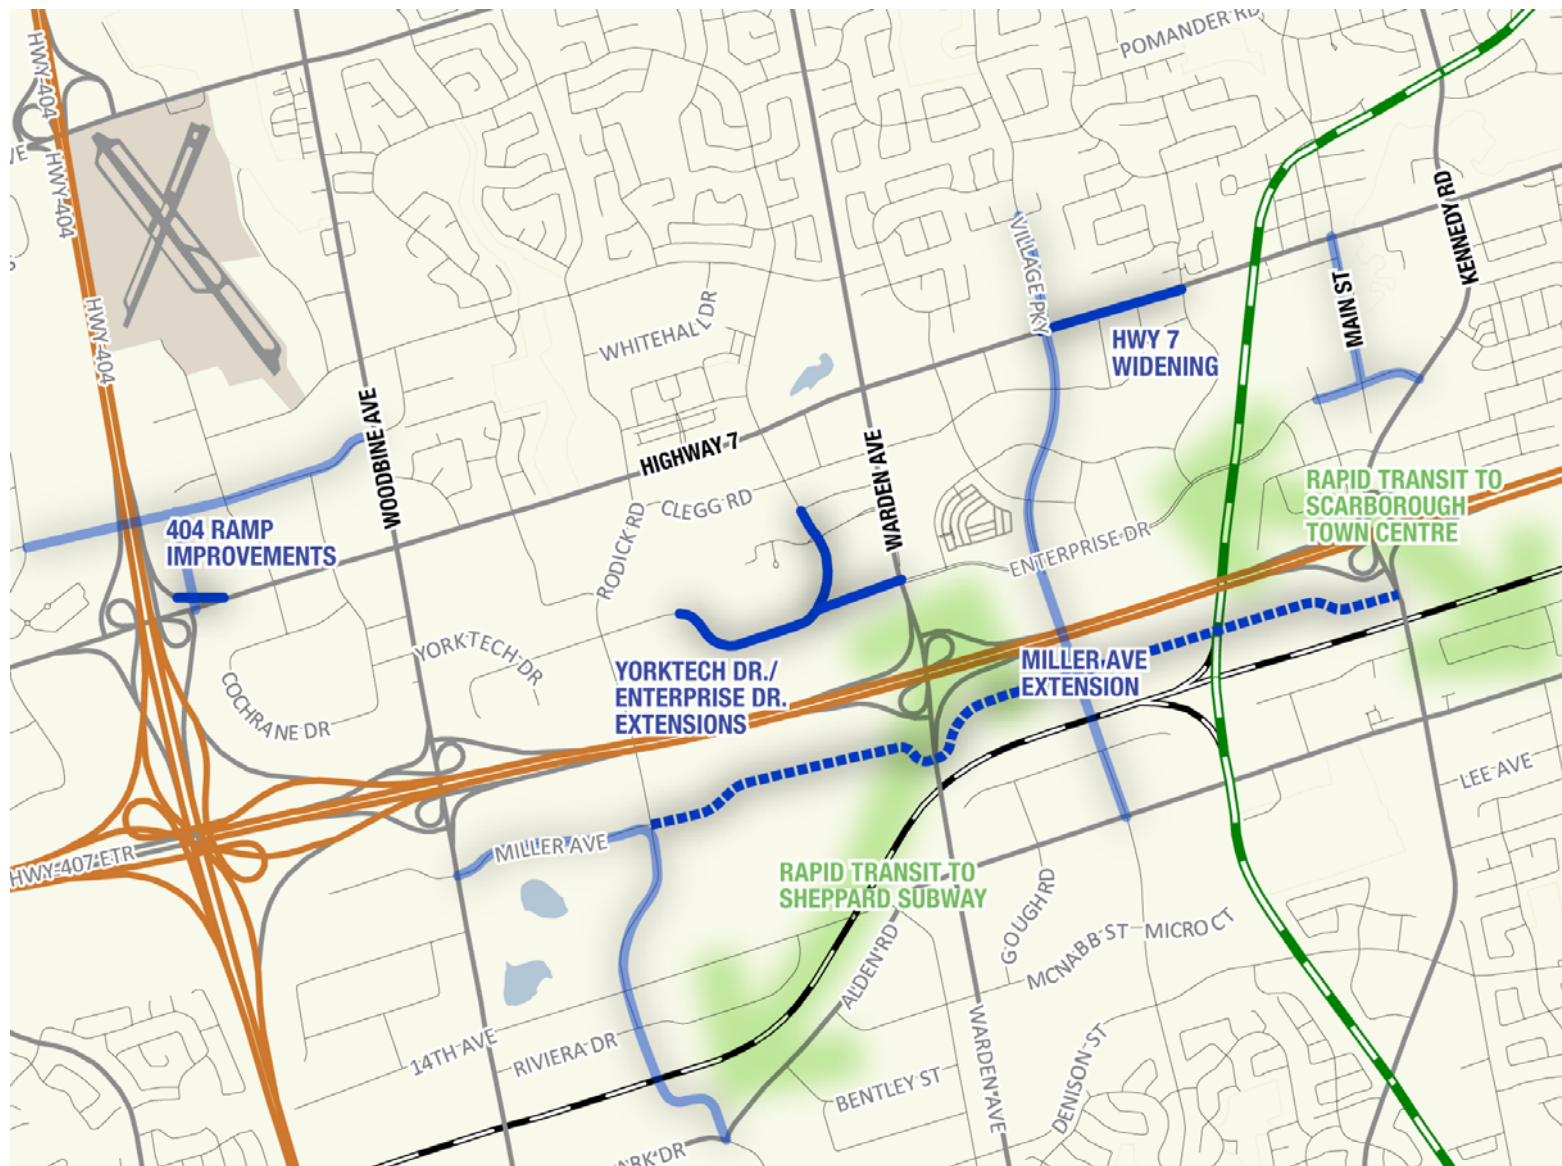 POMANDER RD
HWY-404
HWY-404
VE
KENNEDY RD
VILLAGE PKY
MAIN ST
HWY-404
WHITEHALL DR
HWY 7
WIDENING
WOODBINE AVE
HIGHWAY 7
WARDEN AVE
RAPID TRANSIT TO
SCARBOROUGH
TOWN CENTRE
CLEGG RD
404 RAMP
IMPROVEMENTS
RODICK RD
ENTERPRISE DR
YORKTECH DR
YORKTECH DR./
ENTERPRISE DR.
EXTENSIONS
MILLER AVE
EXTENSION
COCHRANE DR
LEE AVE
MILLER AVE
HWY-407 ETR
RAPID TRANSIT TO
SHEPPARD SUBWAY
GOUGH RD
MCNABB ST
MICRO CT
ALDEN RD
14TH AVE
RIVIERA DR
WARDEN AVE
DENISON ST
BENTLEY ST
RK DR